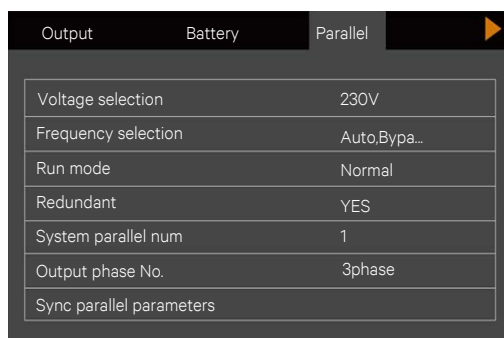 Output Battery Parallel
Voltage selection 230V
Frequency selection Auto,Bypa...
Run mode Normal
Redundant YES
System parallel num 1
Output phase No. 3phase
Sync parallel parameters